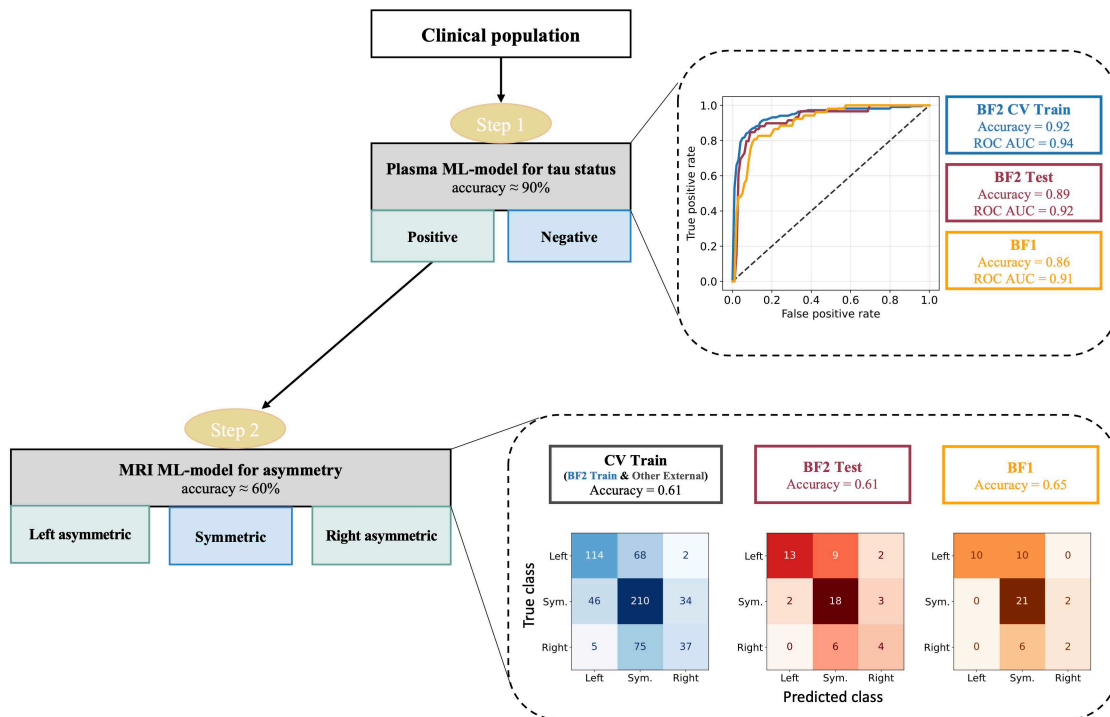 Clinical population
Step 1
Plasma ML-model for tau status
accuracy ≈ 90%
Positive
Negative
True positive rate
1.0
0.8
0.6
0.4
0.2
0.0
0.0
0.2
0.4
0.6
0.8
1.0
False positive rate
BF2 CV Train
Accuracy = 0.92
ROC AUC = 0.94
BF2 Test
Accuracy = 0.89
ROC AUC = 0.92
BF1
Accuracy = 0.86
ROC AUC = 0.91
Step 2
MRI ML-model for asymmetry
accuracy ≈ 60%
Left asymmetric
Symmetric
Right asymmetric
CV Train
(BF2 Train & Other External)
Accuracy = 0.61
BF2 Test
Accuracy = 0.61
BF1
Accuracy = 0.65
True class
Left
114 68 2
Sym.
46 210 34
Right
5 75 37
Left Sym. Right
Left
13 9 2
Sym.
2 18 3
Right
0 6 4
Left Sym. Right
Left
10 10 0
Sym.
0 21 2
Right
0 6 2
Left Sym. Right
Predicted class